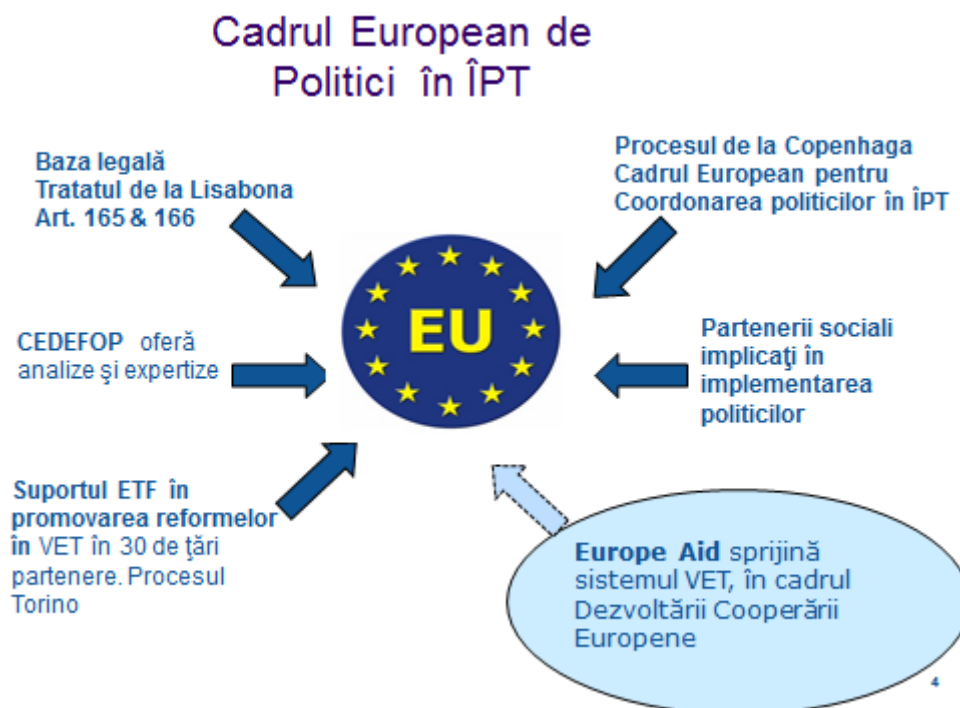 Cadrul European de
Politici în ÎPT
Baza legală
Tratatul de la Lisabona
Art. 165 & 166
Procesul de la Copenhaga
Cadrul European pentru
Coordonarea politicilor în ÎPT
EU
CEDEFOP oferă
analize şi expertize
Partenerii sociali
implicaţi în
implementarea
politicilor
Suportul ETF în
promovarea reformelor
în VET în 30 de ţări
partenere. Procesul
Torino
Europe Aid sprijină
sistemul VET, în cadrul
Dezvoltării Cooperării
Europene
4